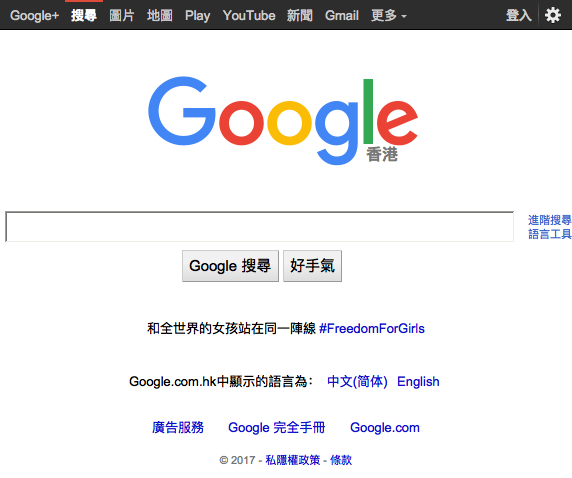 Google+ 搜尋 圖片 地圖 Play YouTube 新聞 Gmail 更多 登入
Google
香港
進階搜尋
語言工具
Google 搜尋 好手氣
和全世界的女孩站在同一陣線 #FreedomForGirls
Google.com.hk中顯示的語言為： 中文(简体) English
廣告服務 Google 完全手冊 Google.com
© 2017 - 私隱權政策 - 條款